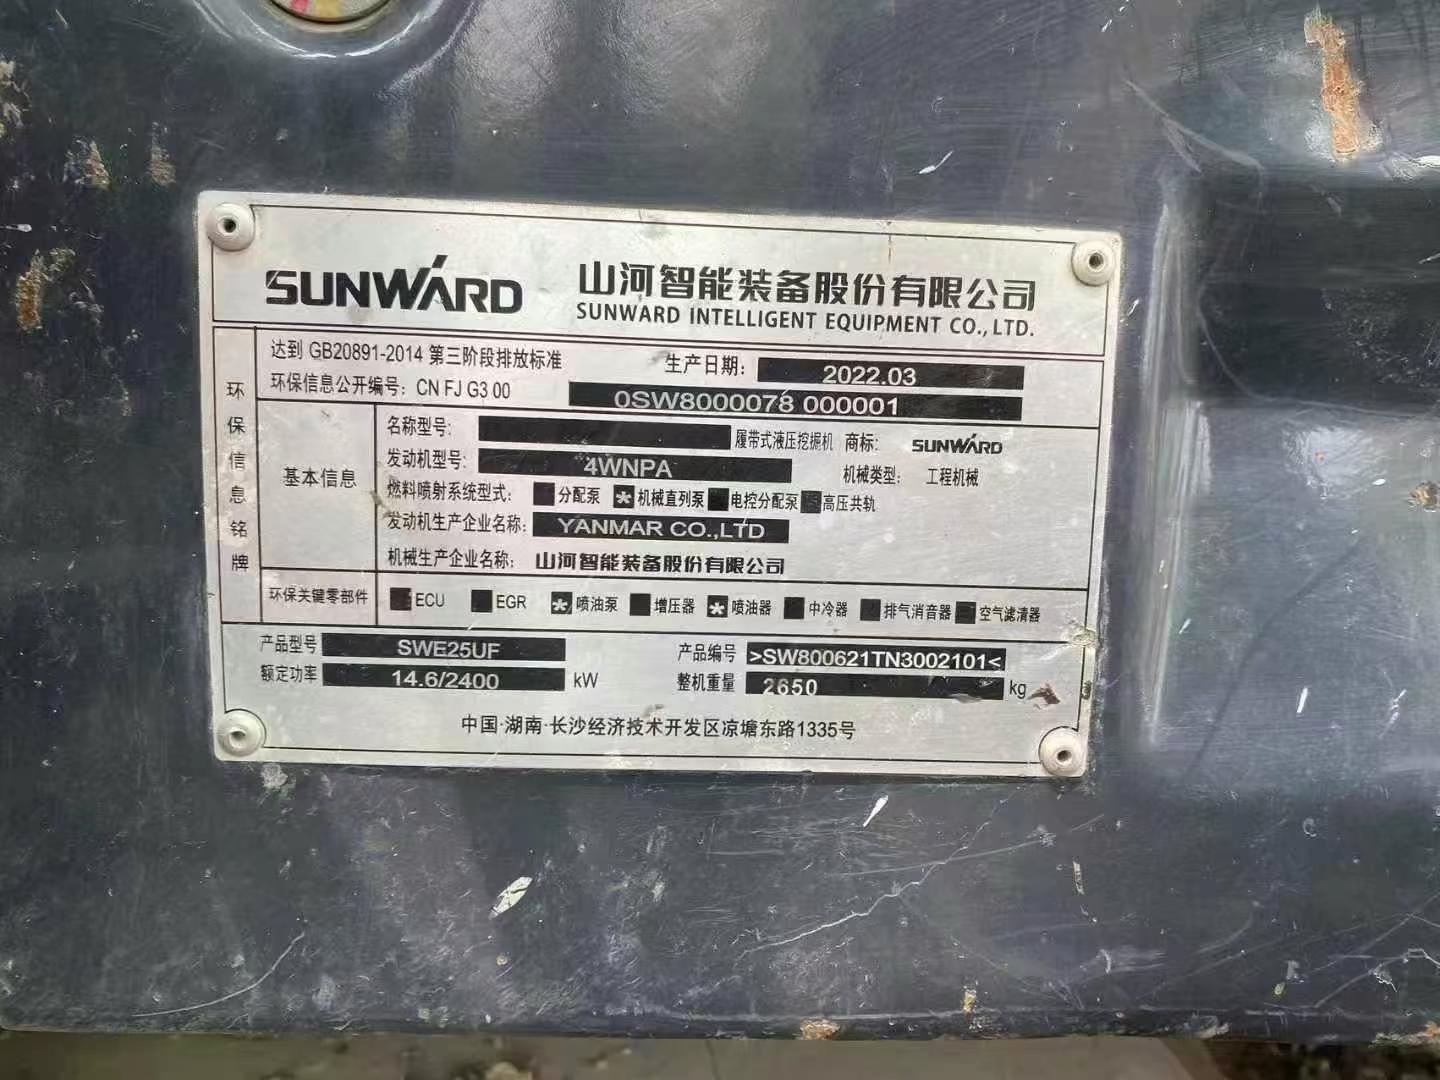 SUNWARD 山河智能装备股份有限公司
SUNWARD INTELLIGENT EQUIPMENT CO.,LTD.
环保信息铭牌
达到 GB20891-2014 第三阶段排放标准 生产日期: 2022.03
环保信息公开编号: CN FJ G3 00 0SW8000078 000001
基本信息
名称型号: 履带式液压挖掘机 商标: SUNWARD
发动机型号: 4WNPA 机械类型: 工程机械
燃料喷射系统型式: 分配泵 * 机械直列泵 电控分配泵 高压共轨
发动机生产企业名称: YANMAR CO.,LTD
机械生产企业名称: 山河智能装备股份有限公司
环保关键零部件 ECU EGR * 喷油泵 增压器 * 喷油器 中冷器 排气消音器 空气滤清器
产品型号 SWE25UF 产品编号 >SW800621TN3002101<
额定功率 14.6/2400 kW 整机重量 2650 kg
中国·湖南·长沙经济技术开发区凉塘东路1335号